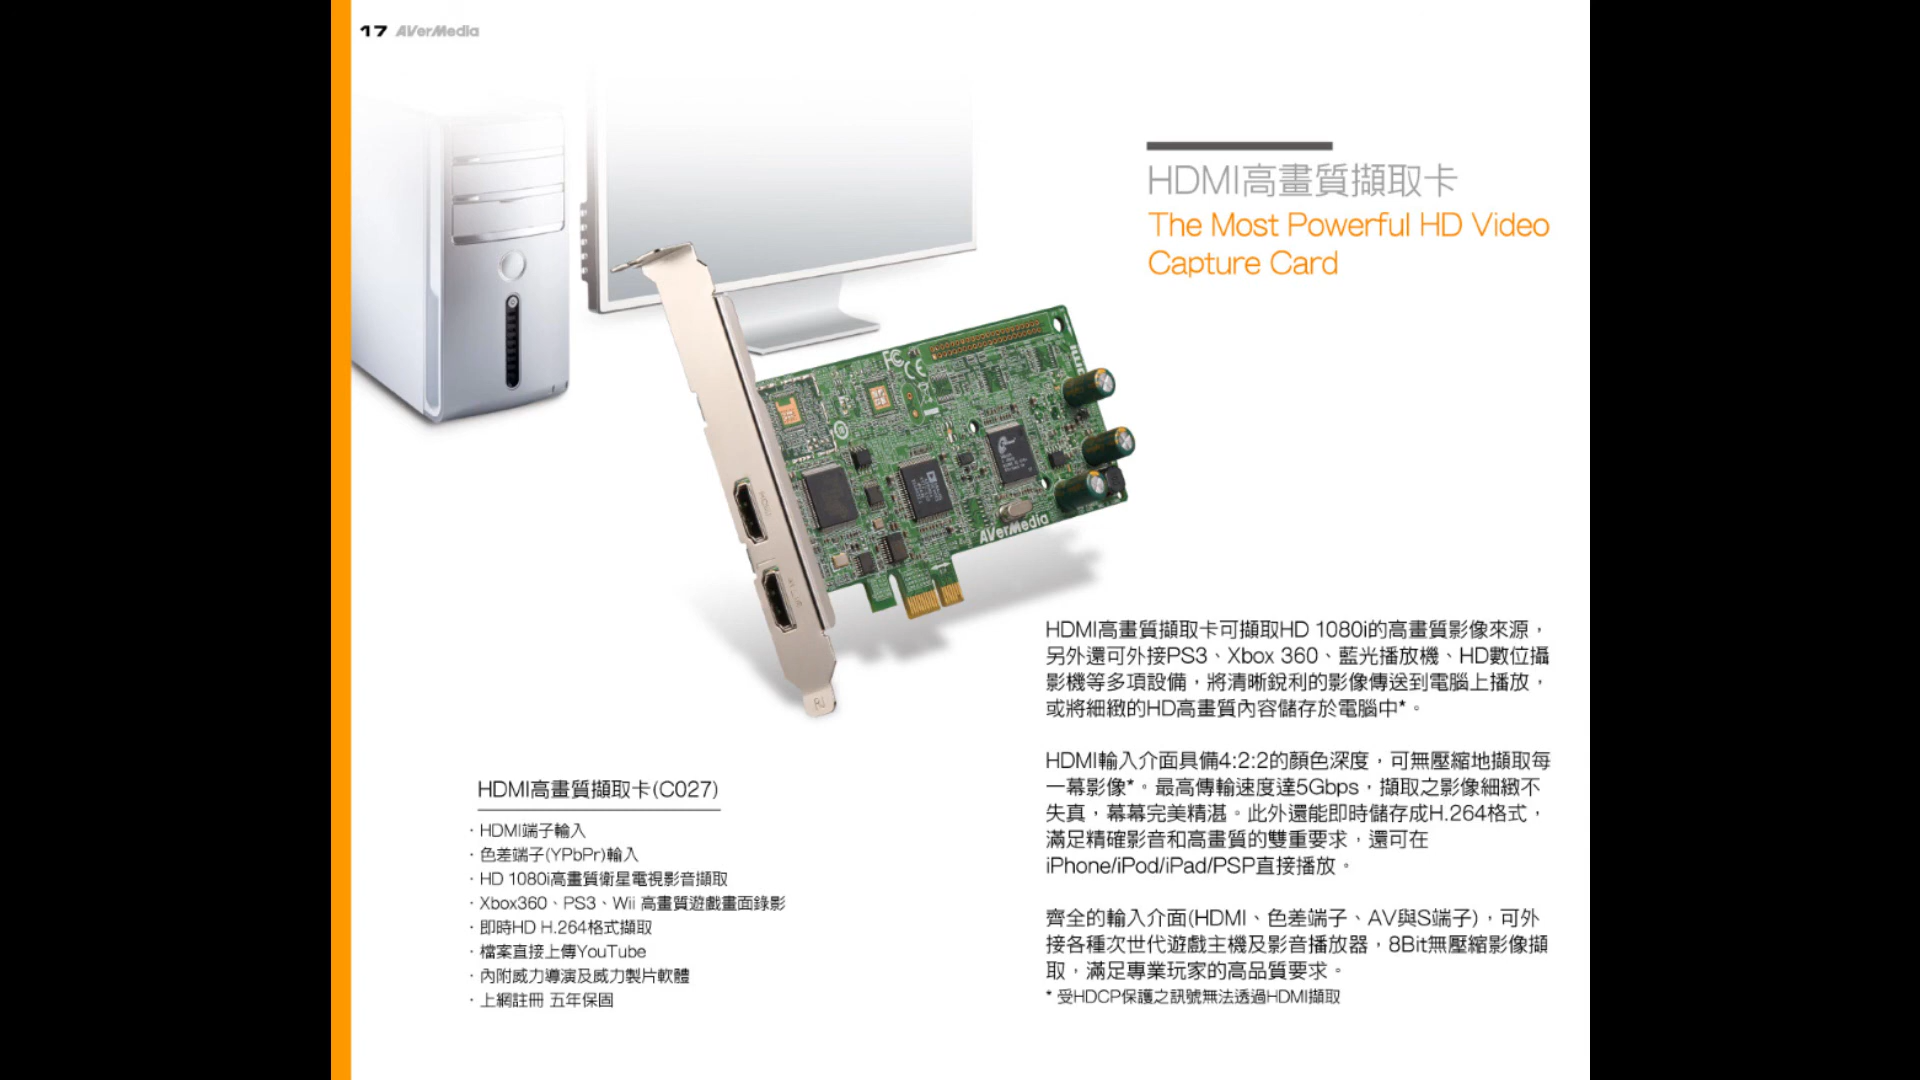 17 AVerMedia
HDMI高畫質擷取卡
The Most Powerful HD Video
Capture Card
AVerMedia
HDMI高畫質擷取卡可擷取HD 1080i的高畫質影像來源，
另外還可外接PS3、Xbox 360、藍光播放機、HD數位攝
影機等多項設備，將清晰銳利的影像傳送到電腦上播放，
或將細緻的HD高畫質內容儲存於電腦中*。
HDMI輸入介面具備4:2:2的顏色深度，可無壓縮地擷取每
一幕影像*。最高傳輸速度達5Gbps，擷取之影像細緻不
失真，幕幕完美精湛。此外還能即時儲存成H.264格式，
滿足精確影音和高畫質的雙重要求，還可在
iPhone/iPod/iPad/PSP直接播放。
齊全的輸入介面(HDMI、色差端子、AV與S端子)，可外
接各種次世代遊戲主機及影音播放器，8Bit無壓縮影像擷
取，滿足專業玩家的高品質要求。
* 受HDCP保護之訊號無法透過HDMI擷取
HDMI高畫質擷取卡(C027)
· HDMI端子輸入
· 色差端子(YPbPr)輸入
· HD 1080i高畫質衛星電視影音擷取
· Xbox360、PS3、Wii 高畫質遊戲畫面錄影
· 即時HD H.264格式擷取
· 檔案直接上傳YouTube
· 內附威力導演及威力製片軟體
· 上網註冊 五年保固